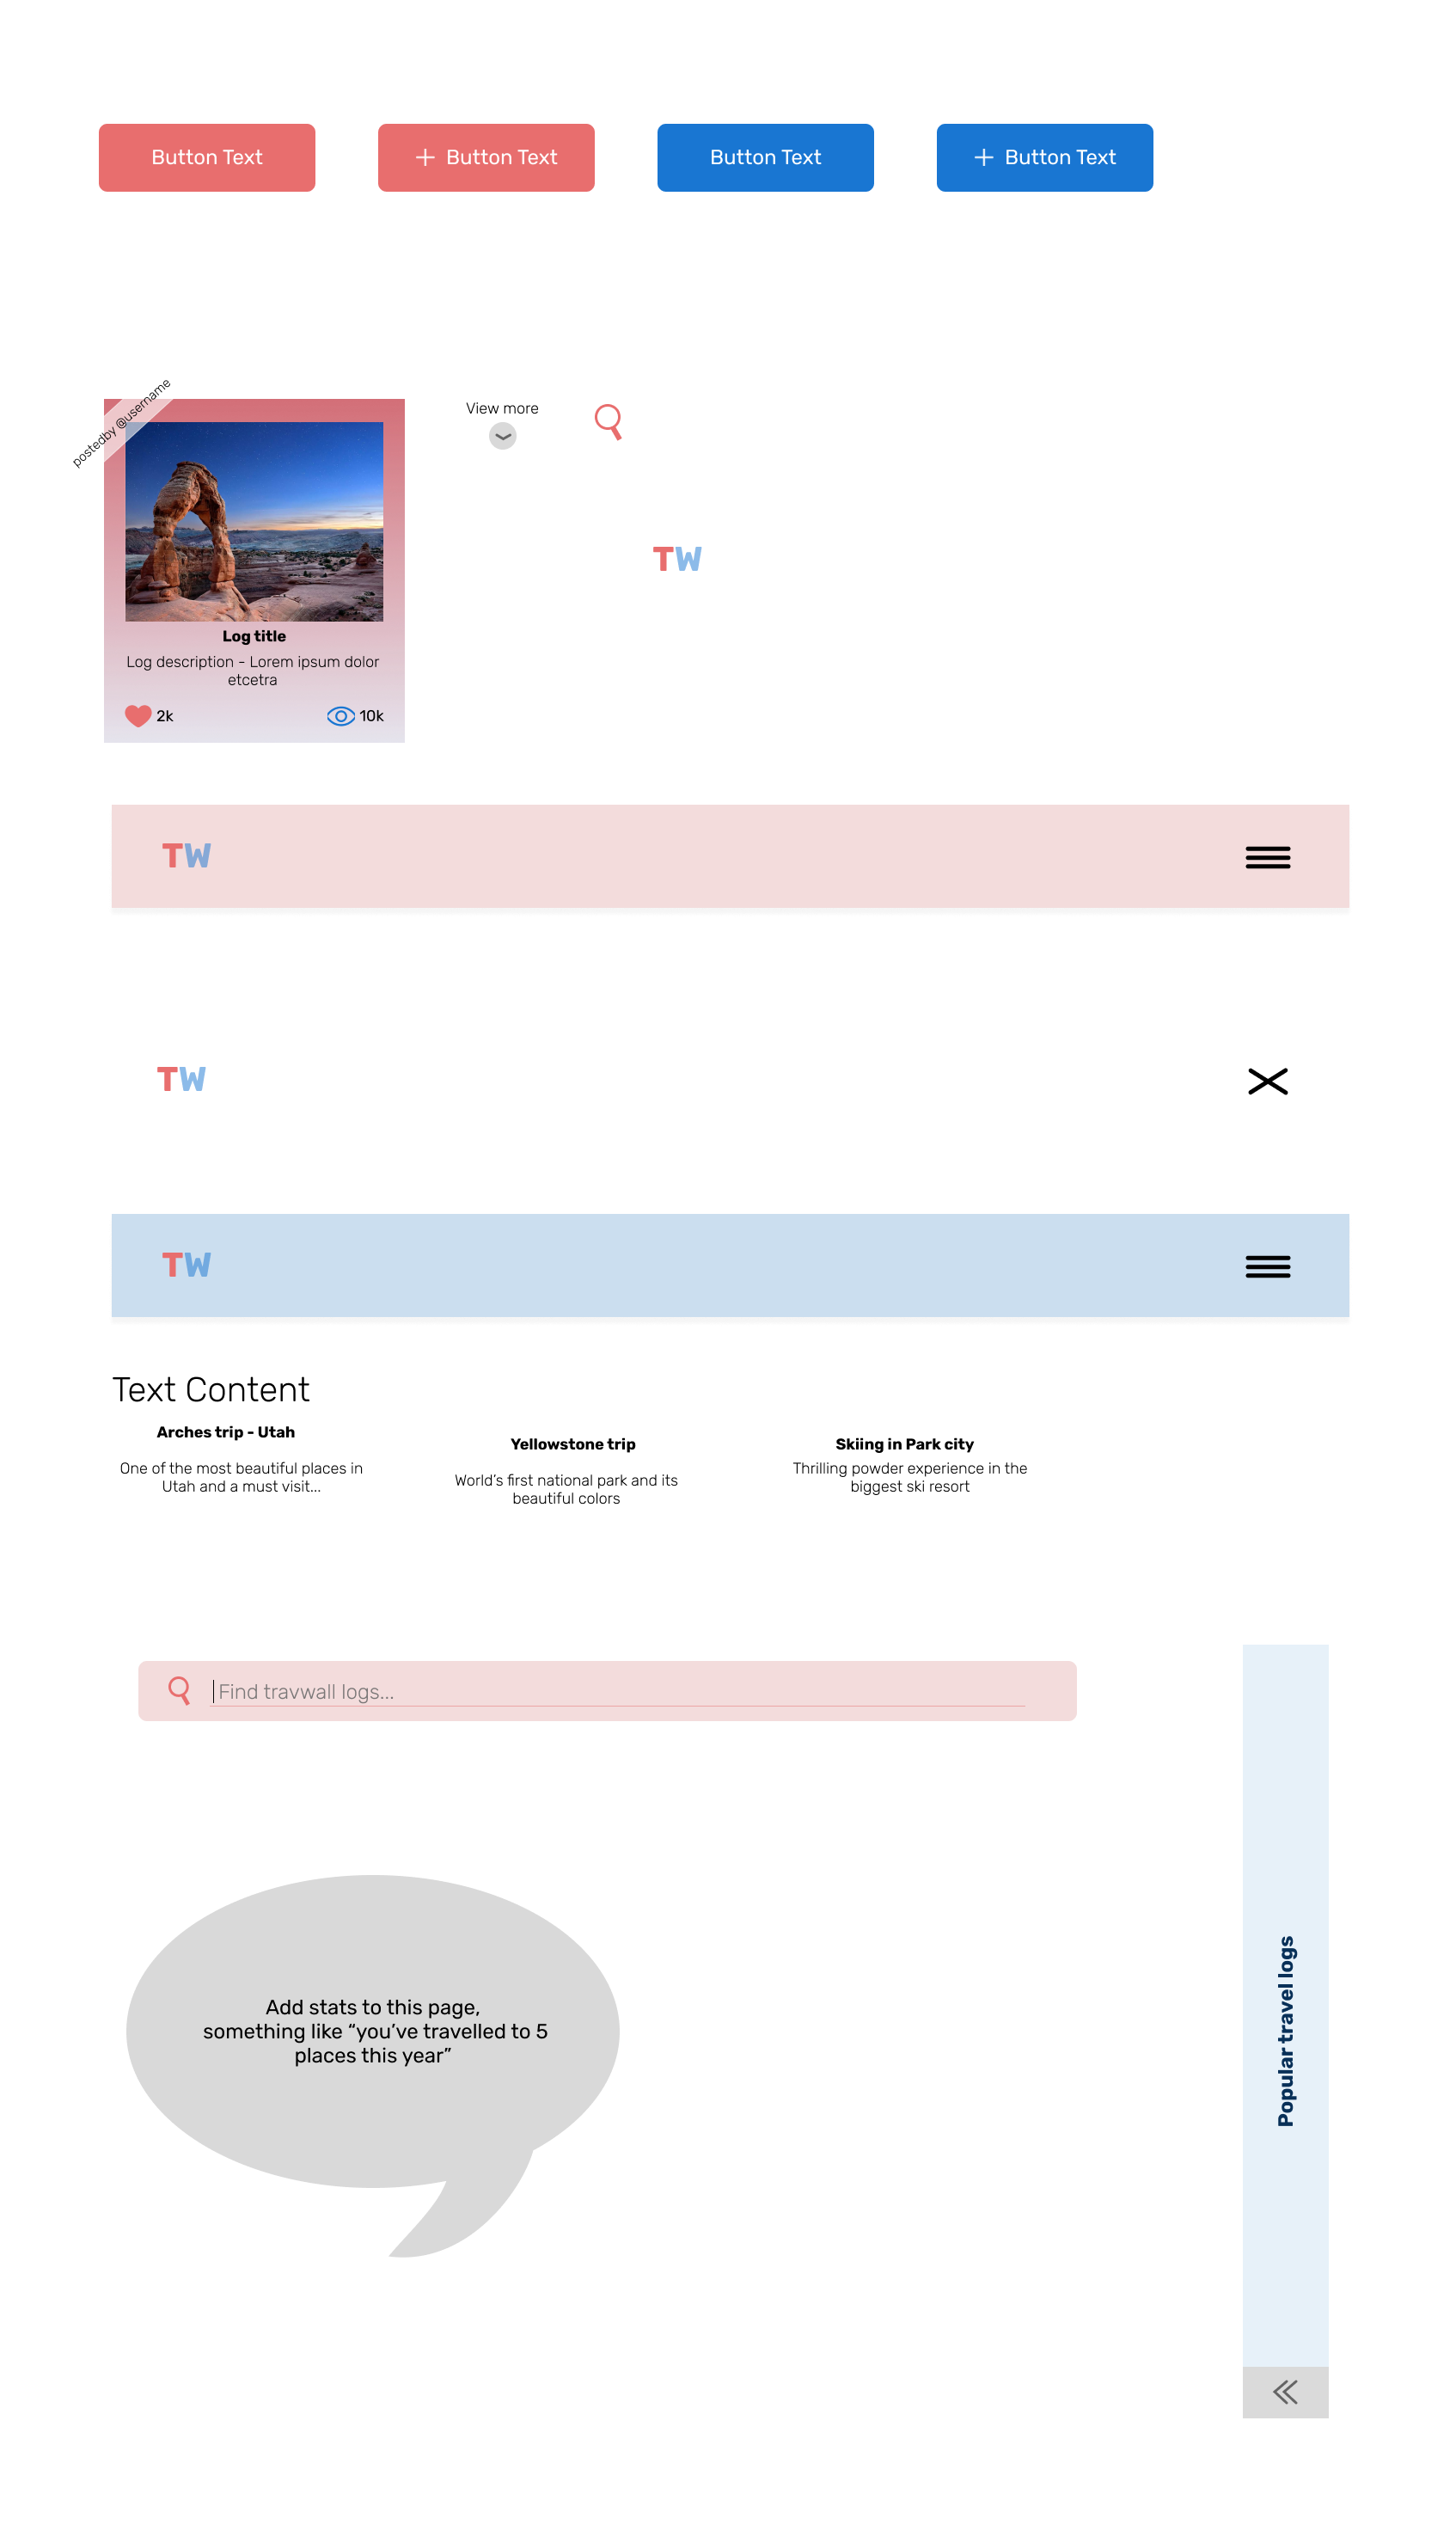 Button Text
+ Button Text
Button Text
+ Button Text
postedby @username
View more
Log title
Log description - Lorem ipsum dolor
etcetra
2k
10k
TW
TW
TW
TW
Text Content
Arches trip - Utah
One of the most beautiful places in
Utah and a must visit...
Yellowstone trip
World’s first national park and its
beautiful colors
Skiing in Park city
Thrilling powder experience in the
biggest ski resort
Find travwall logs...
Popular travel logs
Add stats to this page,
something like “you’ve travelled to 5
places this year”